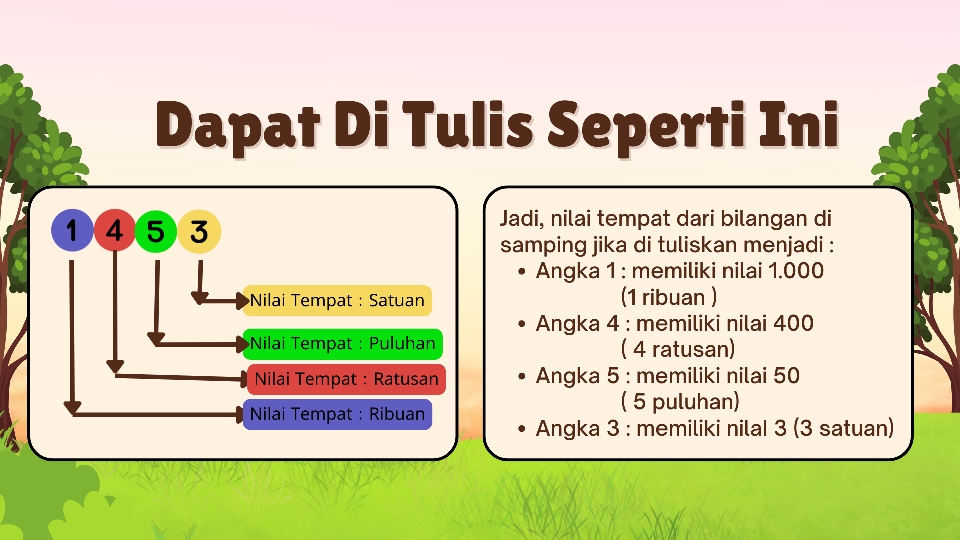 Dapat Di Tulis Seperti Ini
1 4 5 3
Nilai Tempat : Satuan
Nilai Tempat : Puluhan
Nilai Tempat : Ratusan
Nilai Tempat : Ribuan
Jadi, nilai tempat dari bilangan di
samping jika di tuliskan menjadi :
• Angka 1 : memiliki nilai 1.000
(1 ribuan )
• Angka 4 : memiliki nilai 400
( 4 ratusan)
• Angka 5 : memiliki nilai 50
( 5 puluhan)
• Angka 3 : memiliki nilaI 3 (3 satuan)